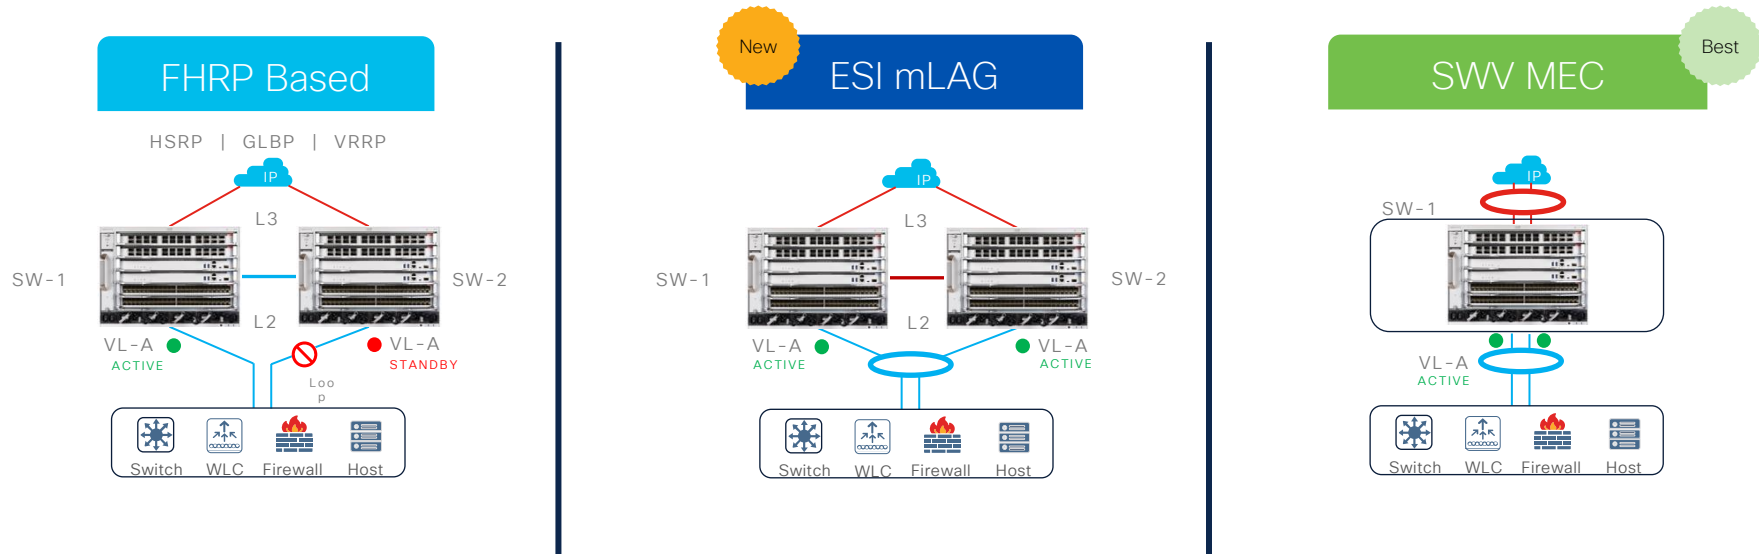 FHRP Based
HSRP | GLBP | VRRP
IP
L3
SW-1
SW-2
L2
VL-A
ACTIVE
VL-A
STANDBY
Loo
p
Switch
WLC
Firewall
Host
New
ESI mLAG
IP
L3
SW-1
SW-2
L2
VL-A
ACTIVE
VL-A
ACTIVE
Switch
WLC
Firewall
Host
SWV MEC
Best
IP
SW-1
VL-A
ACTIVE
Switch
WLC
Firewall
Host